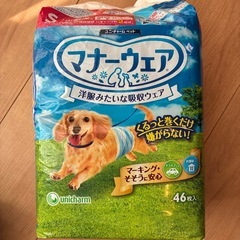 S
ユニ・チャーム ペット
マナーウェア
洋服みたいな吸収ウェア
くるっと巻くだけ
嫌がらない!
マーキング・
そそうに安心
unicharm
46枚入